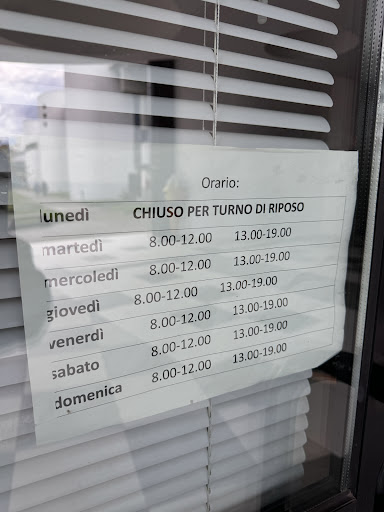 Orario:
lunedì CHIUSO PER TURNO DI RIPOSO
martedì 8.00-12.00 13.00-19.00
mercoledì 8.00-12.00 13.00-19.00
giovedì 8.00-12.00 13.00-19.00
venerdì 8.00-12.00 13.00-19.00
sabato 8.00-12.00 13.00-19.00
domenica 8.00-12.00 13.00-19.00